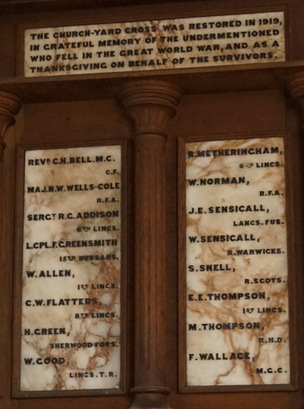 THE CHURCH-YARD CROSS WAS RESTORED IN 1919,
IN GRATEFUL MEMORY OF THE UNDERMENTIONED
WHO FELL IN THE GREAT WORLD WAR, AND AS A
THANKSGIVING ON BEHALF OF THE SURVIVORS.
REVD. C.H. BELL. M.C.
C.F.
MAJ. N.W. WELLS-COLE
R.F.A.
SERGT R.C. ADDISON
6TH LINCS.
L.CPL. F. GREENSMITH
15TH HUSSARS.
W. ALLEN,
1ST LINCS.
C.W. FLATTERS,
8TH LINCS.
H. GREEN,
SHERWOOD FORS.
W. GOOD,
LINCS. T.R.
R. METHERINGHAM,
6TH LINCS.
W. NORMAN,
R.F.A.
J.E. SENSICALL,
LANCS. FUS.
W. SENSICALL,
R. WARWICKS.
S. SNELL,
R. SCOTS.
E.E. THOMPSON,
1ST LINCS.
M. THOMPSON,
R.N.D.
F. WALLACE,
M.G.C.